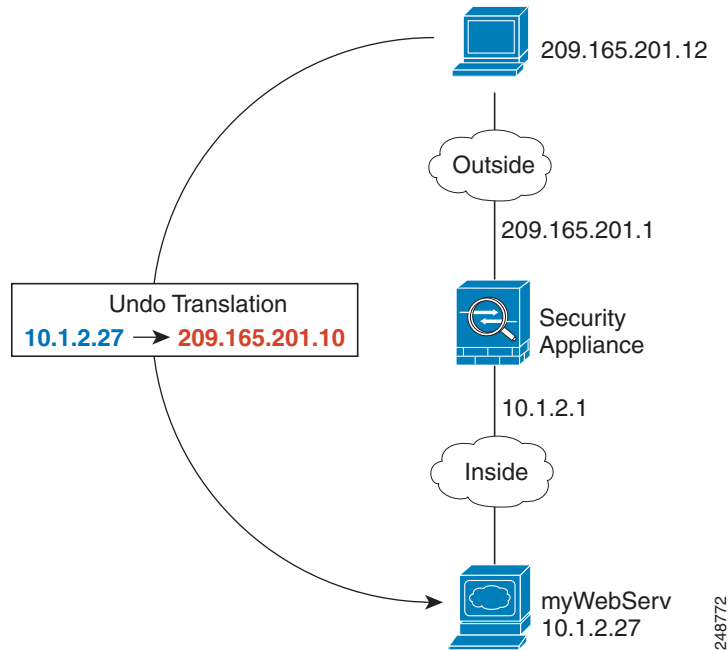 209.165.201.12
Outside
209.165.201.1
Undo Translation
10.1.2.27 → 209.165.201.10
Security
Appliance
10.1.2.1
Inside
myWebServ
10.1.2.27
248772